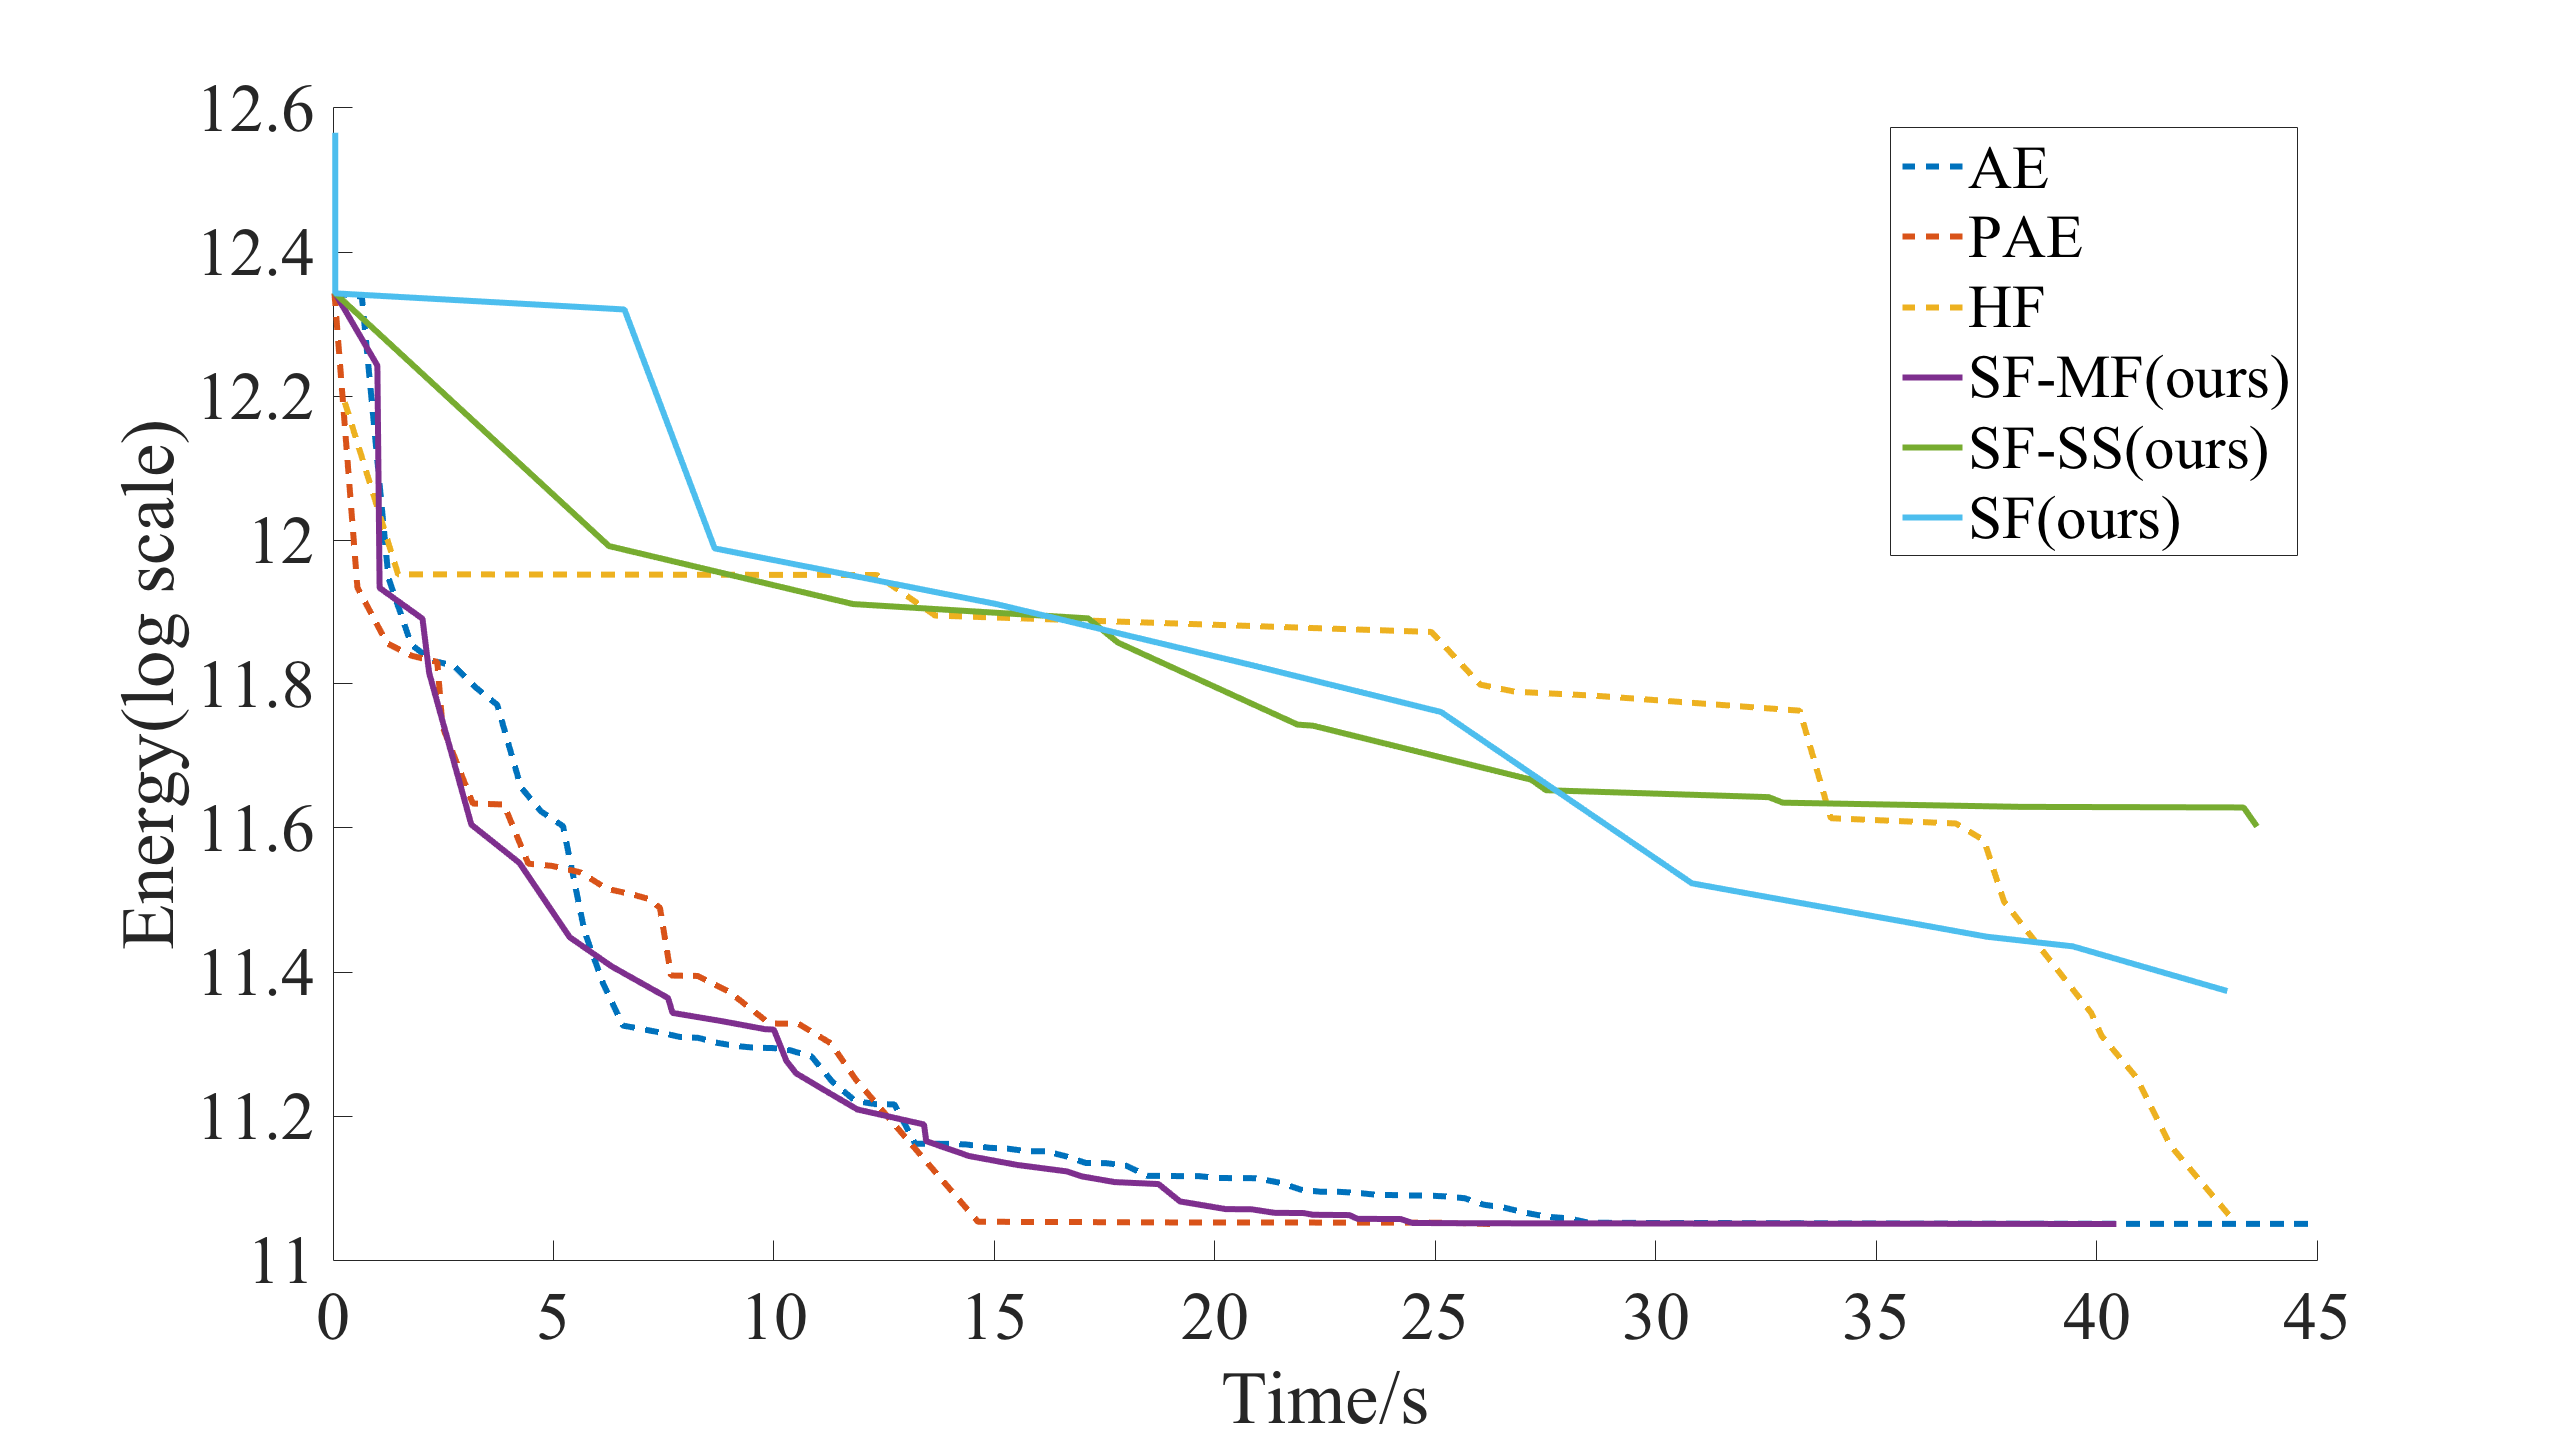 12.6
12.4
12.2
12
11.8
11.6
11.4
11.2
11
Energy(log scale)
0 5 10 15 20 25 30 35 40 45
Time/s
AE
PAE
HF
SF-MF(ours)
SF-SS(ours)
SF(ours)